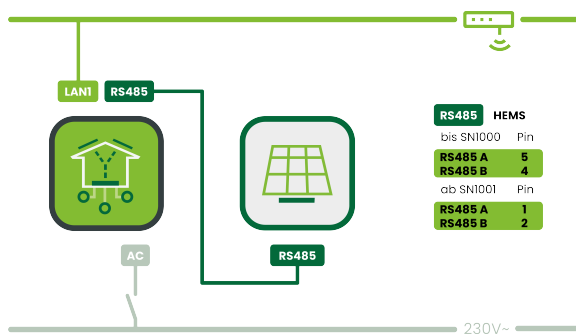 LAN1 RS485
RS485 HEMS
bis SN1000 Pin
RS485 A 5
RS485 B 4
ab SN1001 Pin
RS485 A 1
RS485 B 2
AC
RS485
230V~